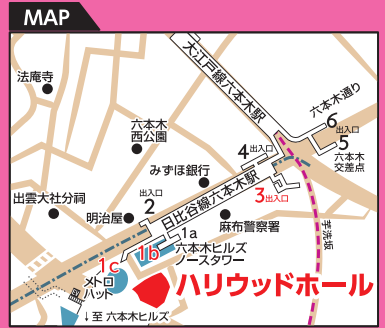 MAP
法庵寺
大江戸線六本木駅
六本木通り
六本木
西公園
6
出入口
5
4
出入口
六本木
交差点
みずほ銀行
出雲大社分祠
出入口
2
日比谷線六本木駅
3
出入口
明治屋
1a
麻布警察署
芋洗坂
1b
六本木ヒルズ
ノースタワー
1c
メトロ
ハット
ハリウッドホール
↓至 六本木ヒルズ